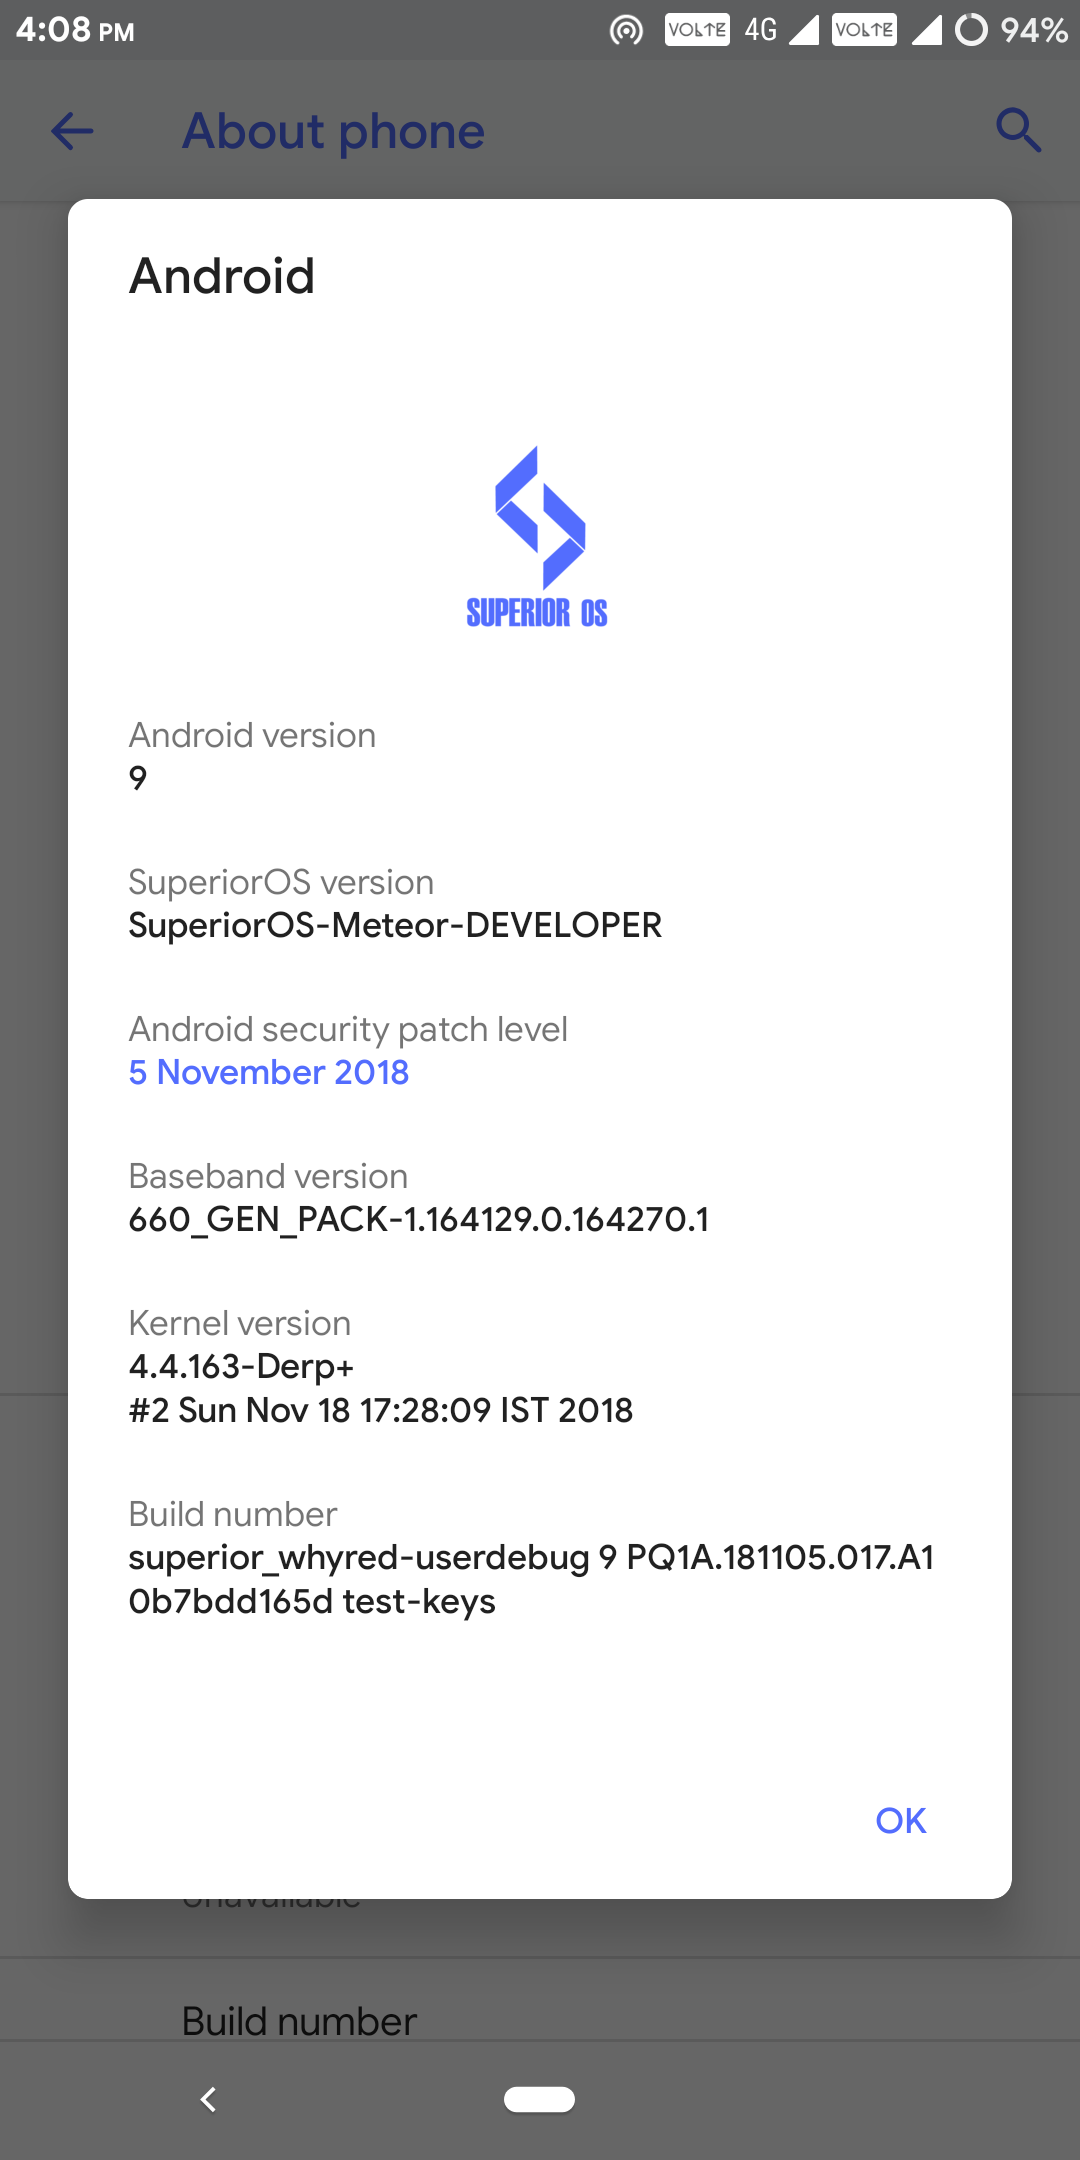 4:08 PM VOLTE 4G VOLTE 94%
About phone
Android
SUPERIOR OS
Android version
9
SuperiorOS version
SuperiorOS-Meteor-DEVELOPER
Android security patch level
5 November 2018
Baseband version
660_GEN_PACK-1.164129.0.164270.1
Kernel version
4.4.163-Derp+
#2 Sun Nov 18 17:28:09 IST 2018
Build number
superior_whyred-userdebug 9 PQ1A.181105.017.A1
0b7bdd165d test-keys
OK
Unavailable
Build number